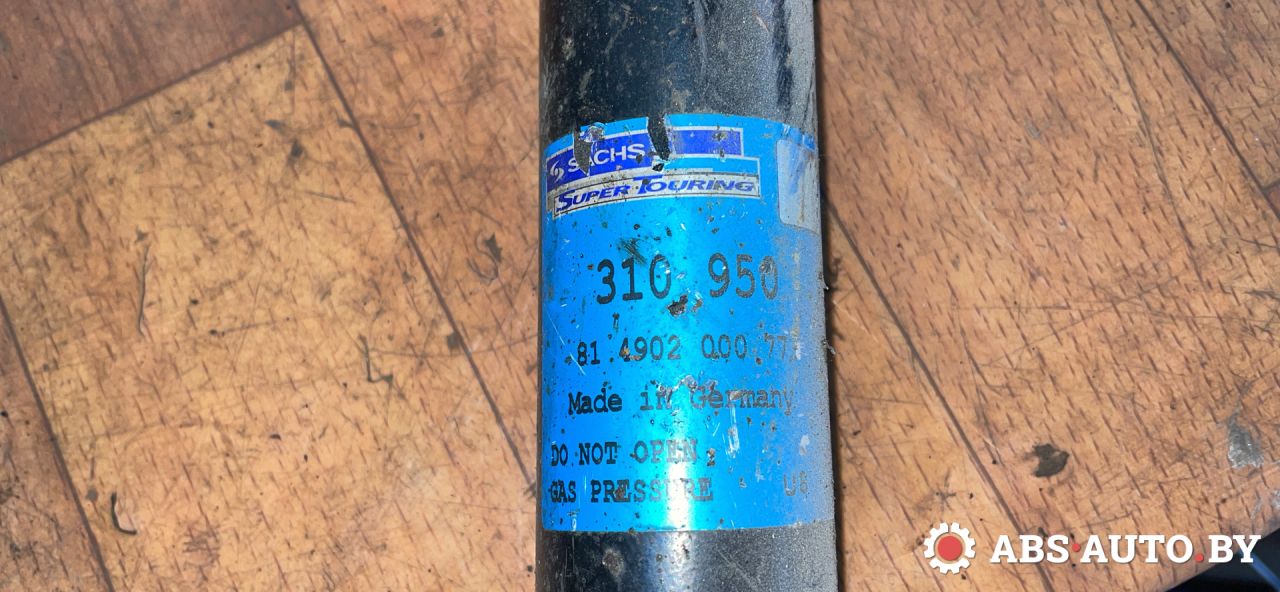 SACHS
SUPER·TOURING
310 950
81.4902 000.77
Made in Germany
DO NOT OPEN,
GAS PRESSURE
ABS·AUTO.BY